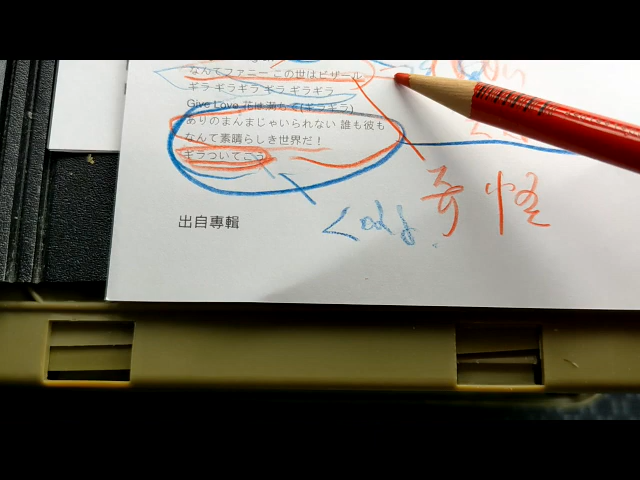 なんてファニー この世はビザール
ギラ ギラギラ ギラ ギラギラ
Give Love 花は満ちて(ギラギラ)
ありのまんまじゃいられない 誰も彼も
なんて素晴らしき世界だ！
ギラついてこう
奇怪
Lady
出自專輯